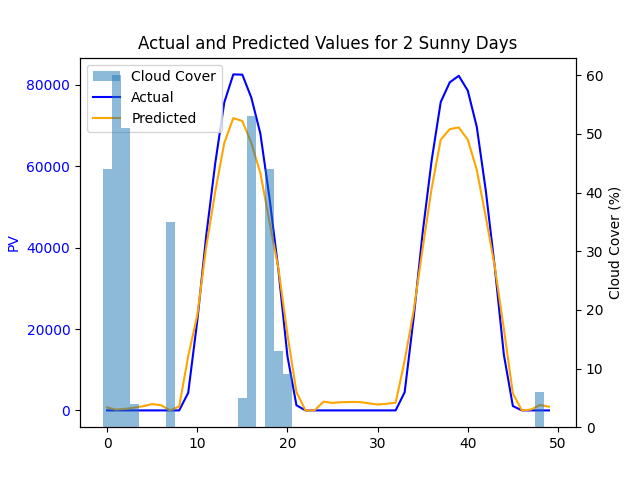 Actual and Predicted Values for 2 Sunny Days
Cloud Cover
Actual
Predicted
PV
80000
60000
40000
20000
0
60
50
40
30
20
10
0
Cloud Cover (%)
0 10 20 30 40 50